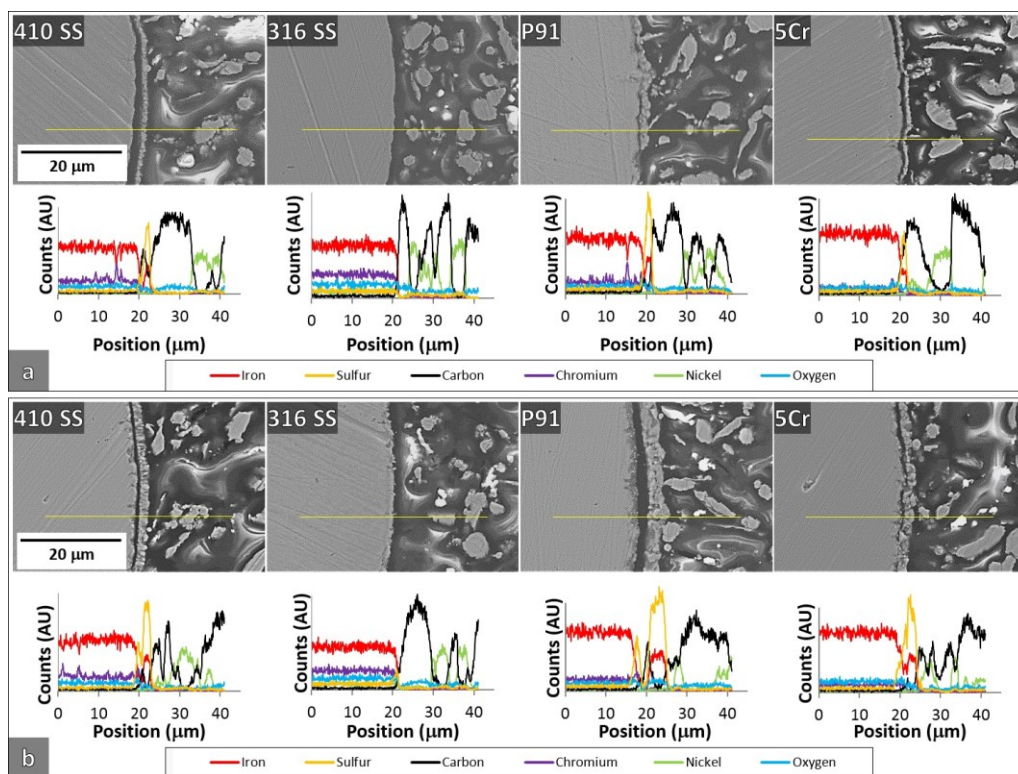 410 SS 316 SS P91 5Cr
20 µm
Counts (AU) Counts (AU) Counts (AU) Counts (AU)
0 10 20 30 40 0 10 20 30 40 0 10 20 30 40 0 10 20 30 40
Position (µm) Position (µm) Position (µm) Position (µm)
a
Iron Sulfur Carbon Chromium Nickel Oxygen
410 SS 316 SS P91 5Cr
20 µm
Counts (AU) Counts (AU) Counts (AU) Counts (AU)
0 10 20 30 40 0 10 20 30 40 0 10 20 30 40 0 10 20 30 40
Position (µm) Position (µm) Position (µm) Position (µm)
b
Iron Sulfur Carbon Chromium Nickel Oxygen